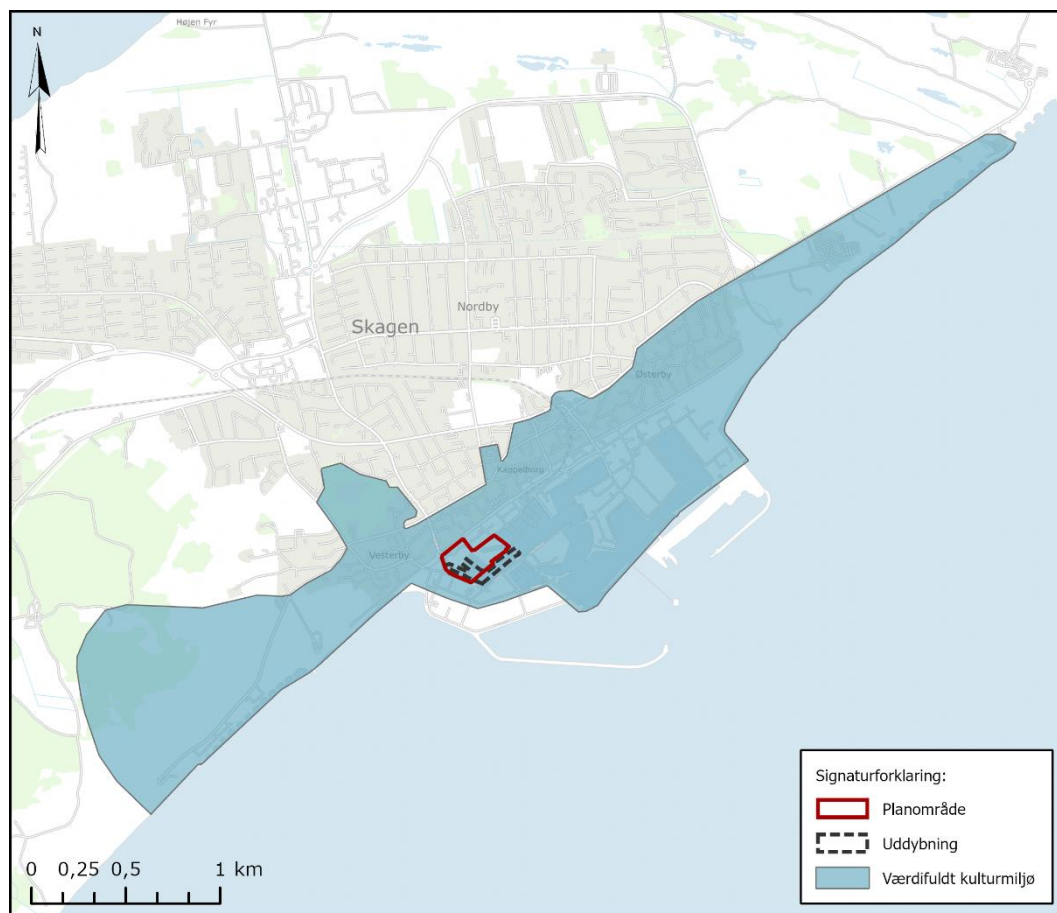 Højen Fyr
N
Nordby
Skagen
Østerby
Kappelborg
Vesterby
Signaturforklaring:
Planområde
Uddybning
Værdifuldt kulturmiljø
0 0,25 0,5 1 km